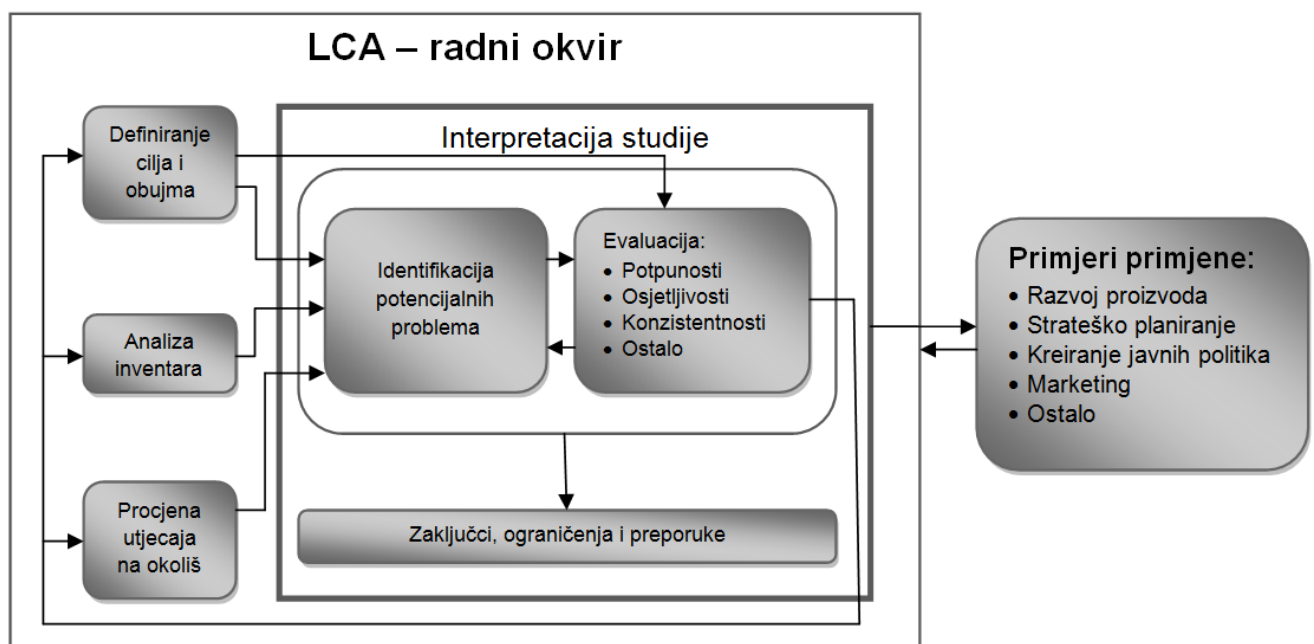 LCA – radni okvir
Definiranje
cilja i
obujma
Analiza
inventara
Procjena
utjecaja
na okoliš
Interpretacija studije
Identifikacija
potencijalnih
problema
Evaluacija:
• Potpunosti
• Osjetljivosti
• Konzistentnosti
• Ostalo
Zaključci, ograničenja i preporuke
Primjeri primjene:
• Razvoj proizvoda
• Strateško planiranje
• Kreiranje javnih politika
• Marketing
• Ostalo